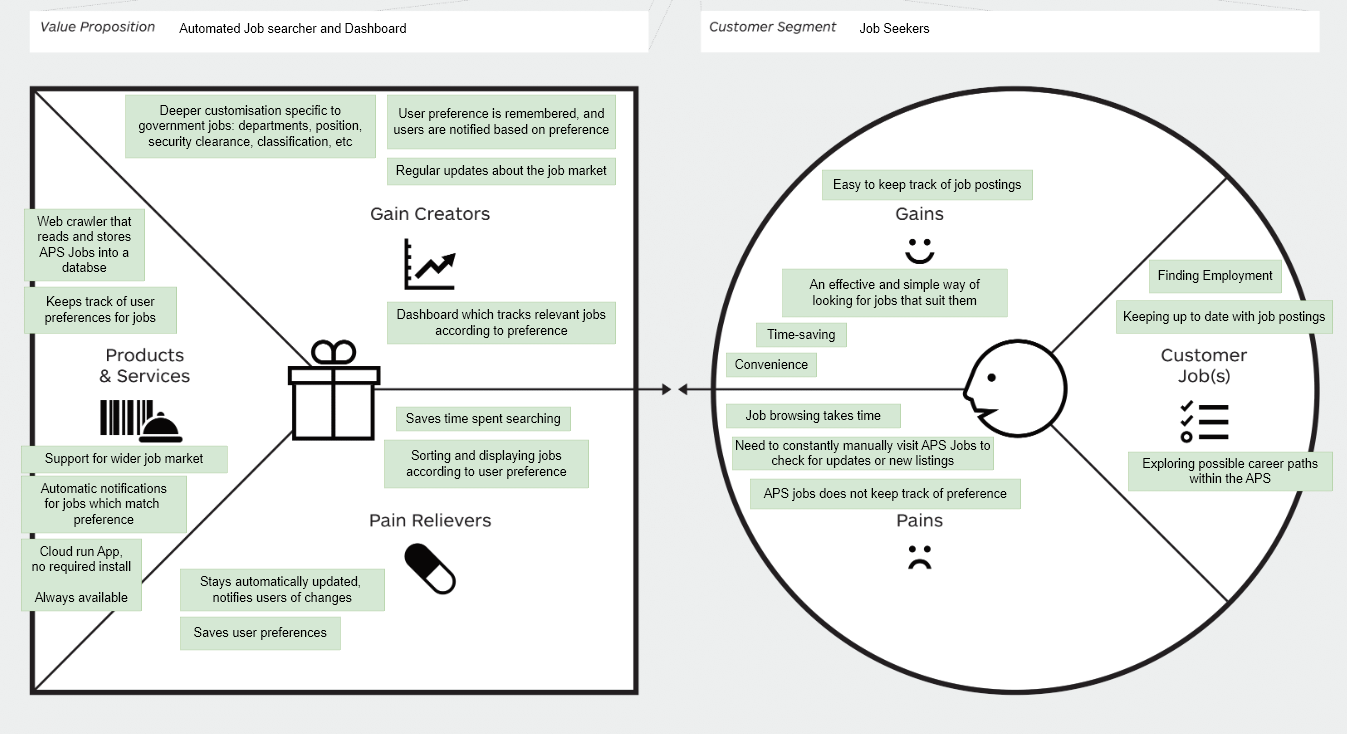 Value Proposition Automated Job searcher and Dashboard
Customer Segment Job Seekers
Deeper customisation specific to
government jobs: departments, position,
security clearance, classification, etc
User preference is remembered, and
users are notified based on preference
Regular updates about the job market
Gain Creators
Dashboard which tracks relevant jobs
according to preference
Web crawler that
reads and stores
APS Jobs into a
databse
Keeps track of user
preferences for jobs
Products
& Services
Support for wider job market
Automatic notifications
for jobs which match
preference
Cloud run App,
no required install
Always available
Saves time spent searching
Sorting and displaying jobs
according to user preference
Pain Relievers
Stays automatically updated,
notifies users of changes
Saves user preferences
Easy to keep track of job postings
Gains
An effective and simple way of
looking for jobs that suit them
Time-saving
Convenience
Job browsing takes time
Need to constantly manually visit APS Jobs to
check for updates or new listings
APS jobs does not keep track of preference
Pains
Finding Employment
Keeping up to date with job postings
Customer
Job(s)
Exploring possible career paths
within the APS